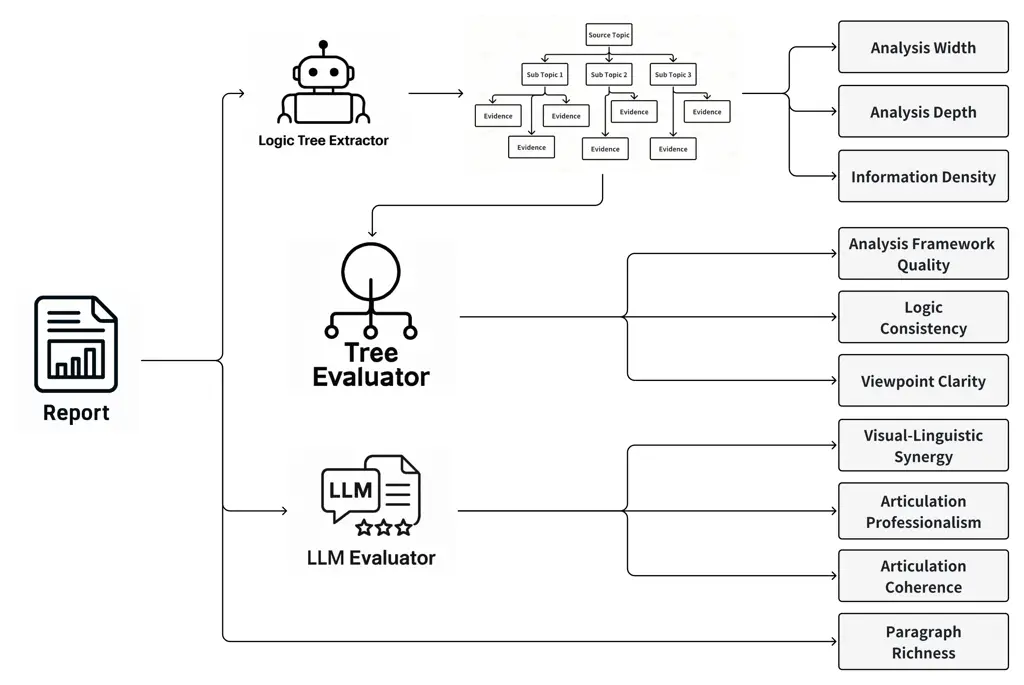 Source Topic
Sub Topic 1
Sub Topic 2
Sub Topic 3
Evidence
Evidence
Evidence
Evidence
Evidence
Evidence
Evidence
Logic Tree Extractor
Analysis Width
Analysis Depth
Information Density
Analysis Framework
Quality
Logic
Consistency
Viewpoint Clarity
Tree
Evaluator
Report
LLM
LLM Evaluator
Visual-Linguistic
Synergy
Articulation
Professionalism
Articulation
Coherence
Paragraph
Richness